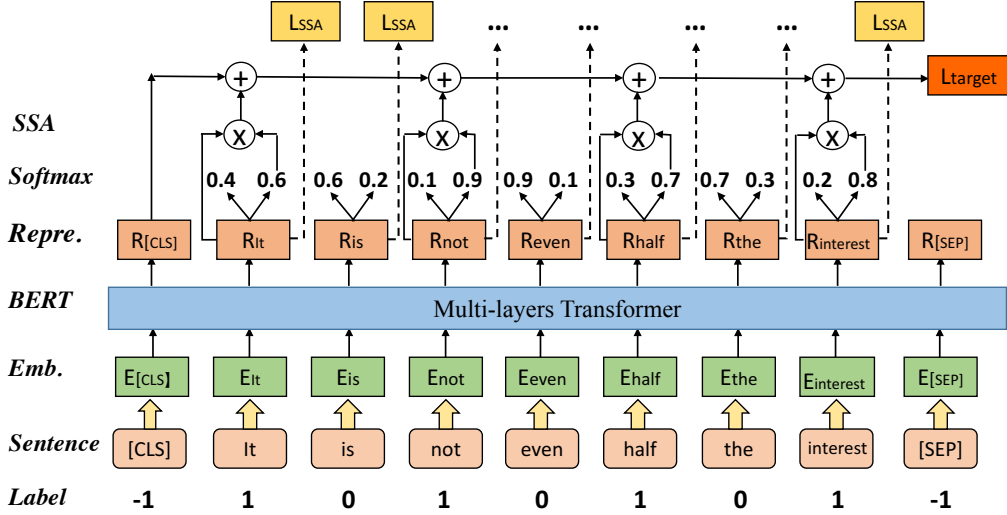 LSSA LSSA ... ... ... ... LSSA
+ + + + Ltarget
SSA X X X X
Softmax 0.4 0.6 0.6 0.2 0.1 0.9 0.9 0.1 0.3 0.7 0.7 0.3 0.2 0.8
Repre. R[CLS] RIt Ris Rnot Reven Rhalf Rthe Rinterest R[SEP]
BERT Multi-layers Transformer
Emb. E[CLS] EIt Eis Enot Eeven Ehalf Ethe Einterest E[SEP]
Sentence [CLS] It is not even half the interest [SEP]
Label -1 1 0 1 0 1 0 1 -1